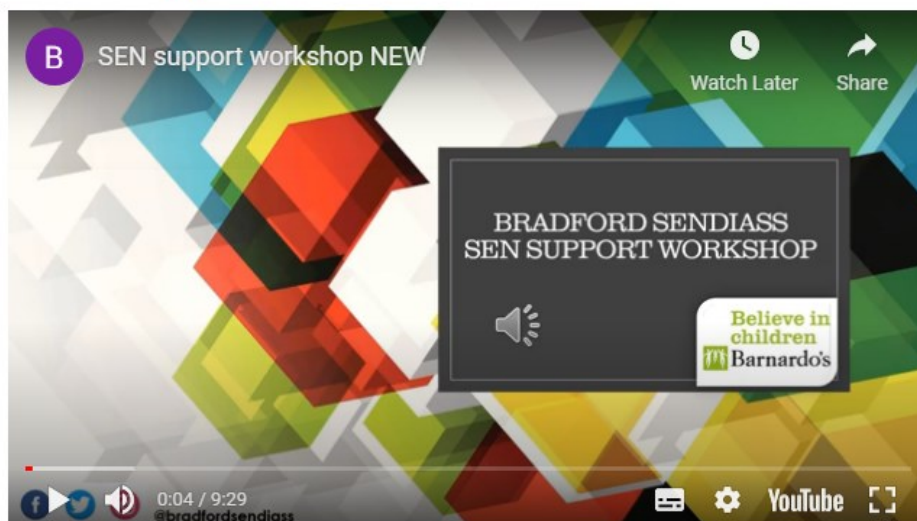 B
SEN support workshop NEW
Watch Later
Share
BRADFORD SENDIASS
SEN SUPPORT WORKSHOP
Believe in
children
Barnardo's
0:04 / 9:29
@bradfordsendiass
YouTube